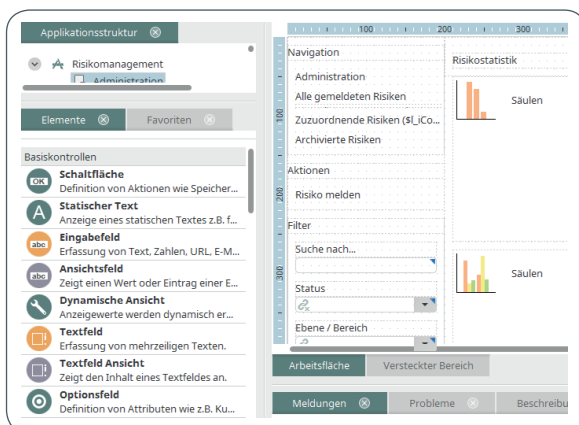 Applikationsstruktur
Risikomanagement
Administration
Elemente
Favoriten
Basiskontrollen
OK
Schaltfläche
Definition von Aktionen wie Speicher...
A
Statischer Text
Anzeige eines statischen Textes z.B. f...
abc
Eingabefeld
Erfassung von Text, Zahlen, URL, E-M...
abc
Ansichtsfeld
Zeigt einen Wert oder Eintrag einer E...
Dynamische Ansicht
Anzeigewerte werden dynamisch er...
Textfeld
Erfassung von mehrzeiligen Texten.
Textfeld Ansicht
Zeigt den Inhalt eines Textfeldes an.
Optionsfeld
Definition von Attributen wie z.B. Ku...
100
200
300
100
200
300
Navigation
Administration
Alle gemeldeten Risiken
Zuzuordnende Risiken ($l_iCo...
Archivierte Risiken
Aktionen
Risiko melden
Filter
Suche nach...
Status
Ebene / Bereich
Risikostatistik
Säulen
Säulen
Arbeitsfläche
Versteckter Bereich
Meldungen
Probleme
Beschreibu